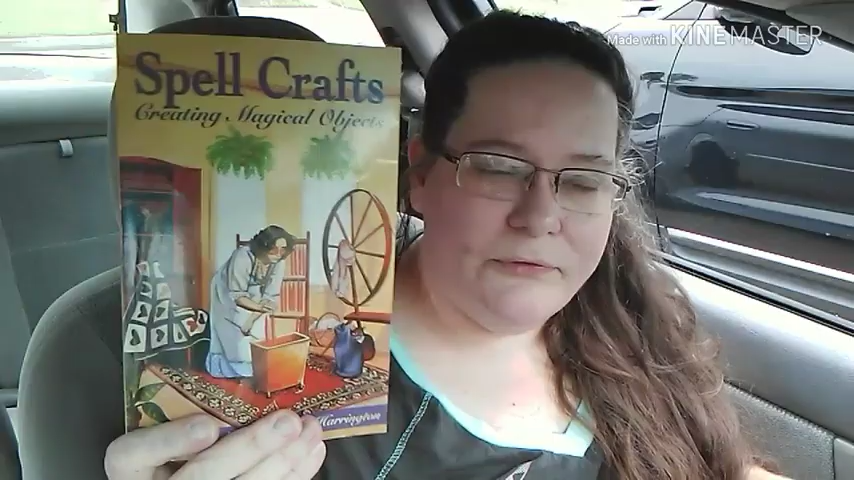 Made with KINEMASTER
Spell Crafts
Creating Magical Objects
Harrington